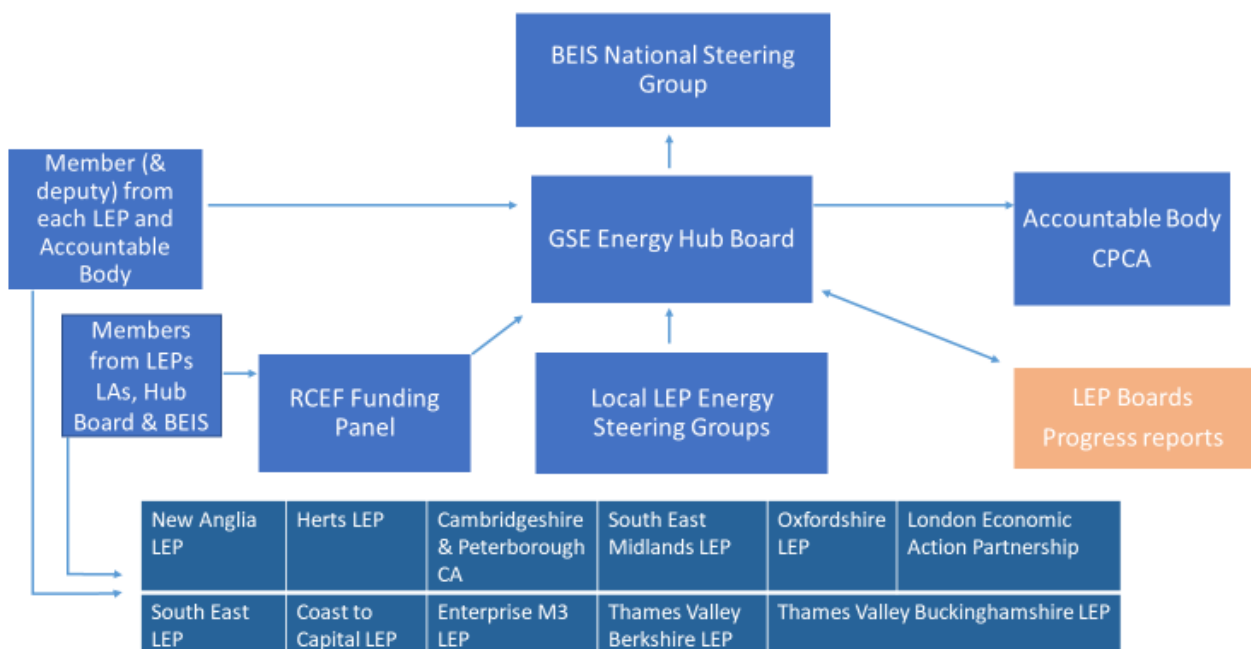 BEIS National Steering
Group
Member (&
deputy) from
each LEP and
Accountable
Body
GSE Energy Hub Board
Accountable Body
CPCA
Members
from LEPs
LAs, Hub
Board & BEIS
RCEF Funding
Panel
Local LEP Energy
Steering Groups
LEP Boards
Progress reports
New Anglia
LEP
Herts LEP
Cambridgeshire
& Peterborough
CA
South East
Midlands LEP
Oxfordshire
LEP
London Economic
Action Partnership
South East
LEP
Coast to
Capital LEP
Enterprise M3
LEP
Thames Valley
Berkshire LEP
Thames Valley Buckinghamshire LEP